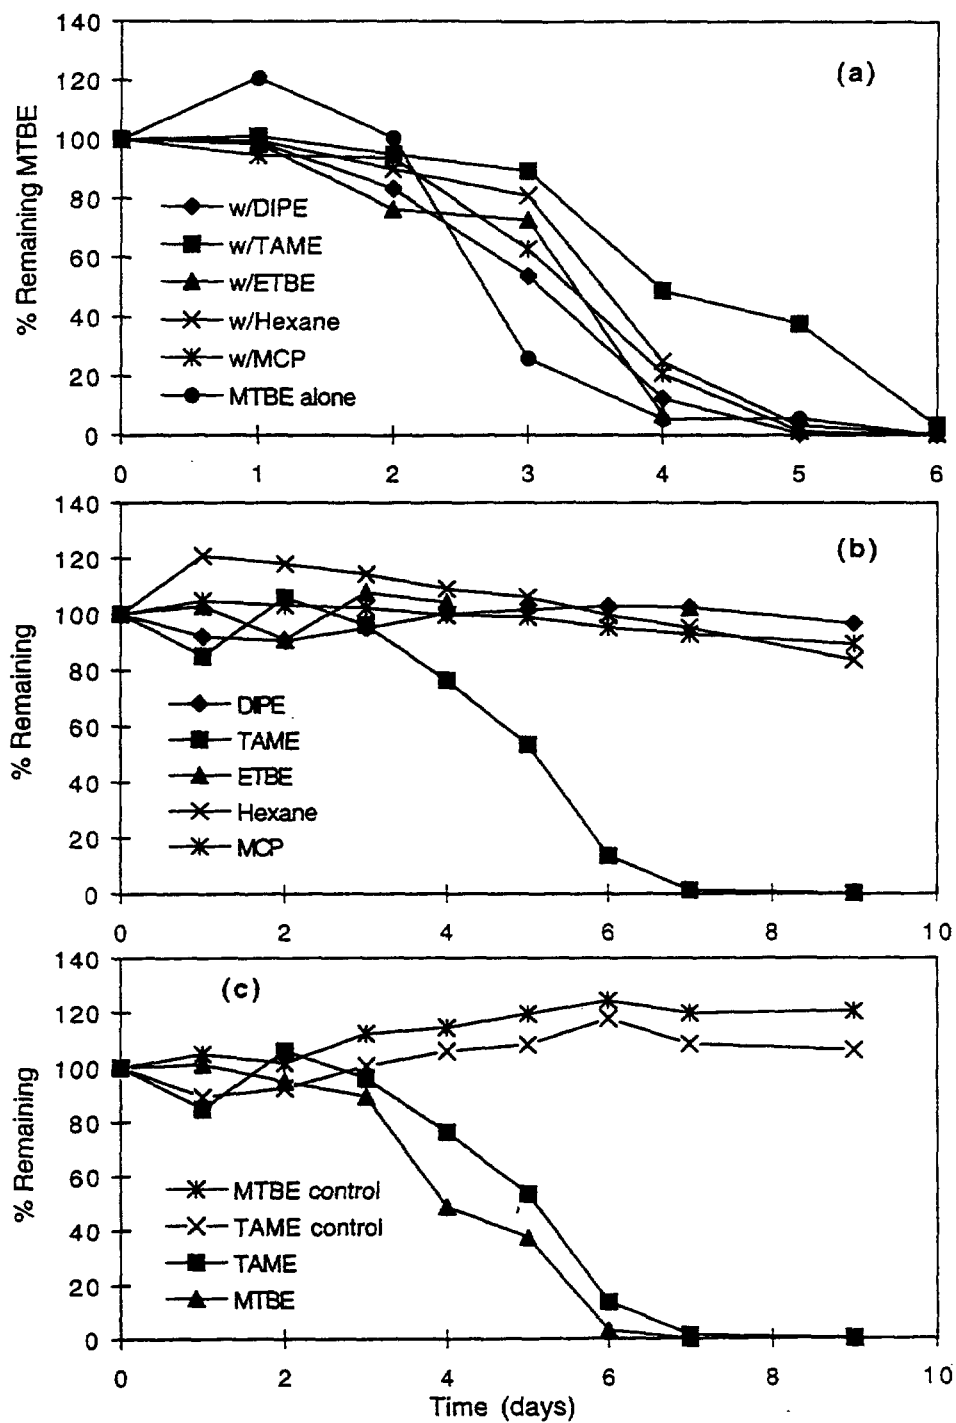 140
120
100
80
60
40
20
0
% Remaining MTBE
(a)
w/DIPE
w/TAME
w/ETBE
w/Hexane
w/MCP
MTBE alone
0 1 2 3 4 5 6
140
120
100
80
60
40
20
0
% Remaining
(b)
DIPE
TAME
ETBE
Hexane
MCP
0 2 4 6 8 10
140
120
100
80
60
40
20
0
% Remaining
(c)
MTBE control
TAME control
TAME
MTBE
0 2 4 6 8 10
Time (days)